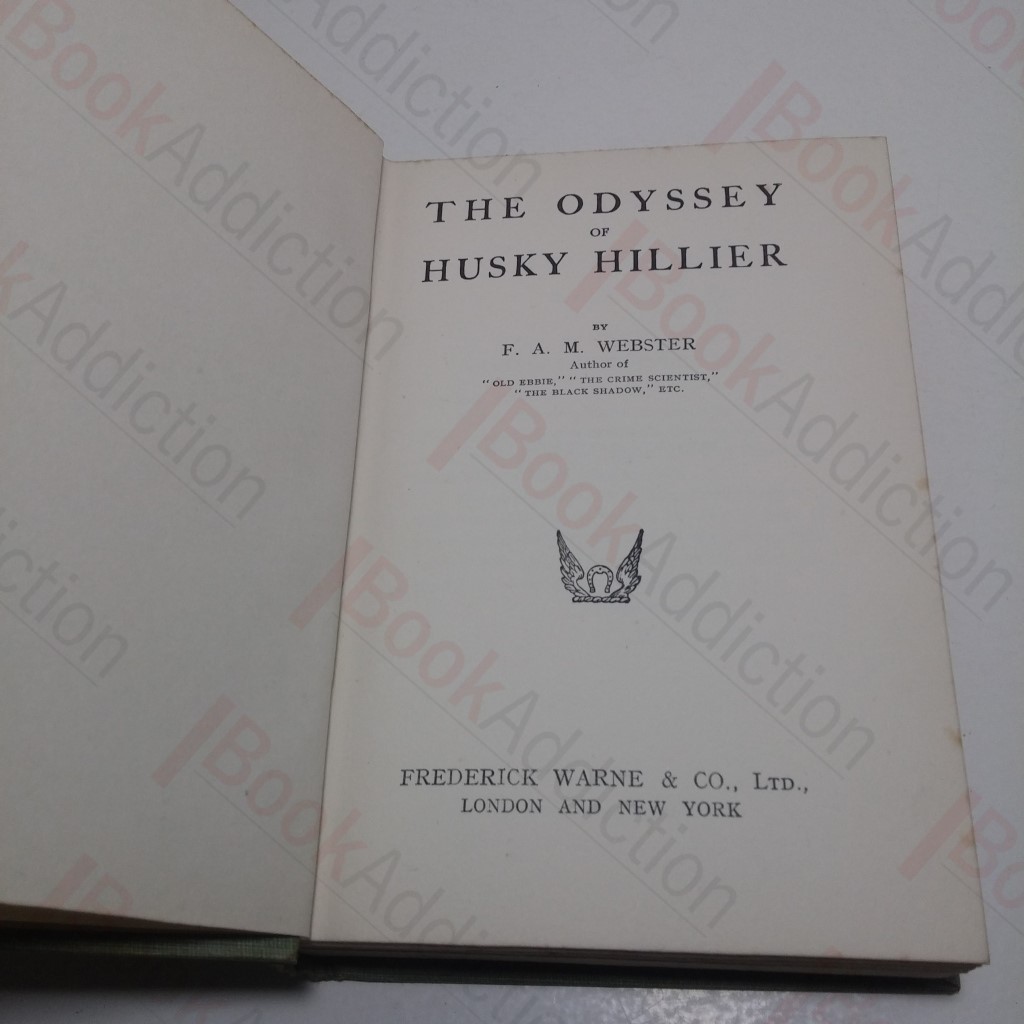 THE ODYSSEY
OF
HUSKY HILLIER
BY
F. A. M. WEBSTER
Author of
"OLD EBBIE," "THE CRIME SCIENTIST,"
"THE BLACK SHADOW," ETC.
FREDERICK WARNE & CO., LTD.,
LONDON AND NEW YORK
BookAddiction